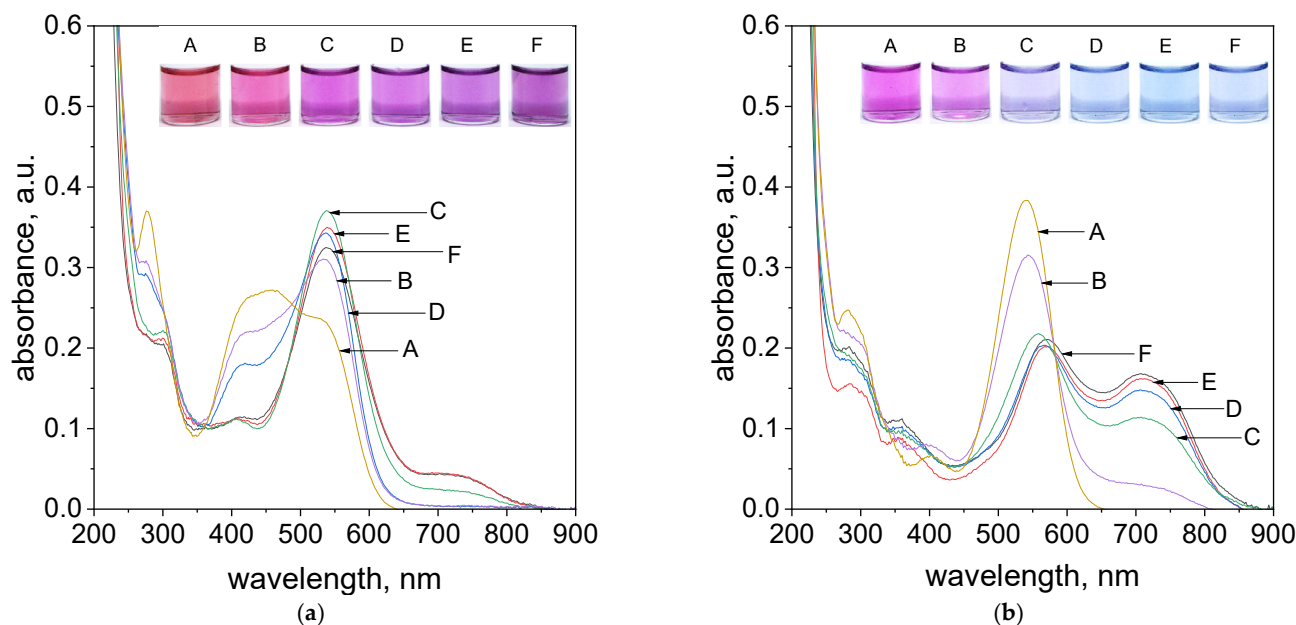 A B C D E F
0.6
0.5
0.4
0.3
0.2
0.1
0.0
absorbance, a.u.
C
E
F
B
D
A
200 300 400 500 600 700 800 900
wavelength, nm
(a)
A B C D E F
0.6
0.5
0.4
0.3
0.2
0.1
0.0
absorbance, a.u.
A
B
F
E
D
C
200 300 400 500 600 700 800 900
wavelength, nm
(b)